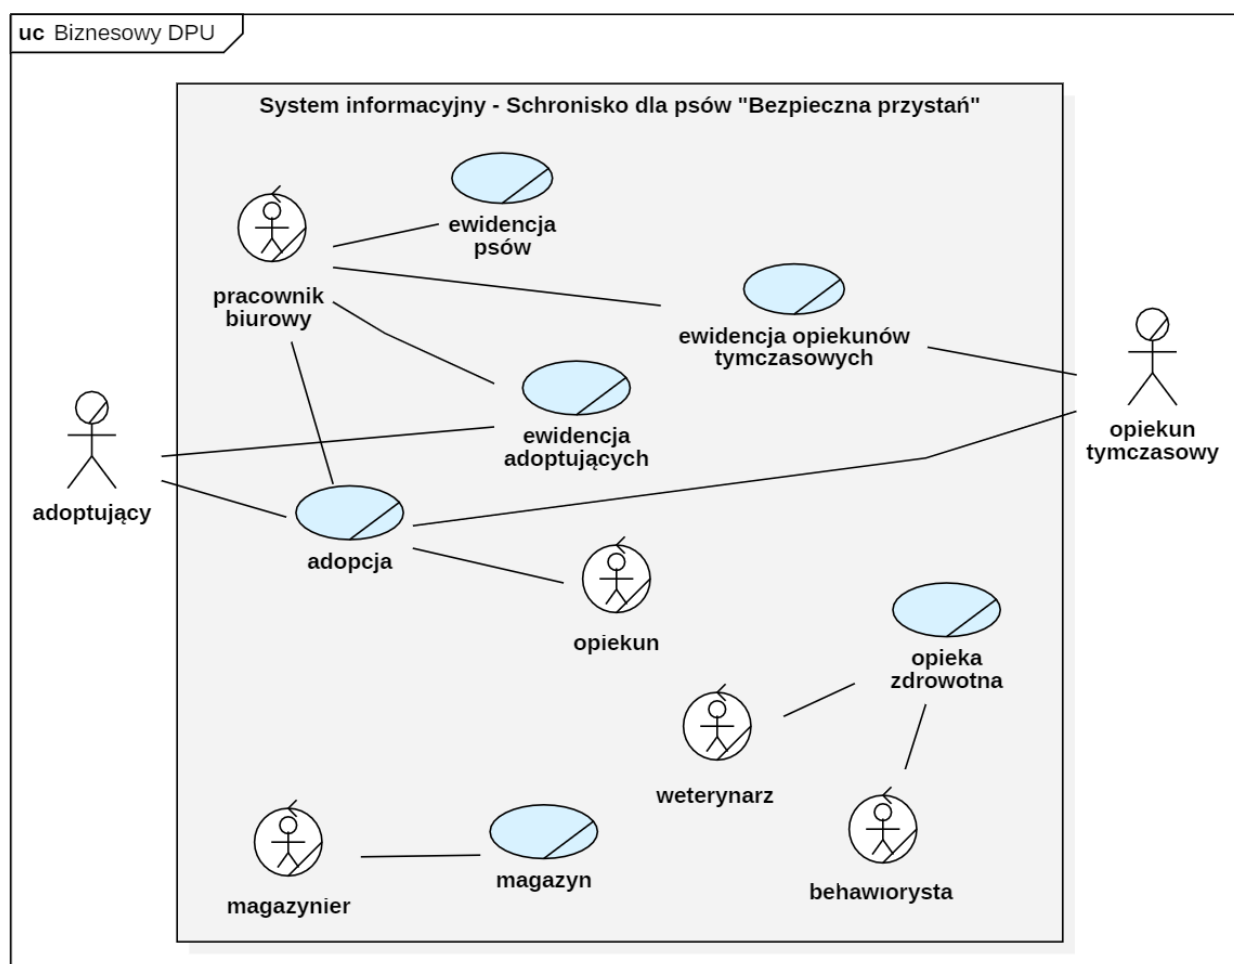 uc Biznesowy DPU
System informacyjny - Schronisko dla psów "Bezpieczna przystań"
ewidencja
psów
pracownik
biurowy
ewidencja opiekunów
tymczasowych
opiekun
tymczasowy
ewidencja
adoptujących
adoptujący
adopcja
opiekun
opieka
zdrowotna
weterynarz
behawiorysta
magazyn
magazynier